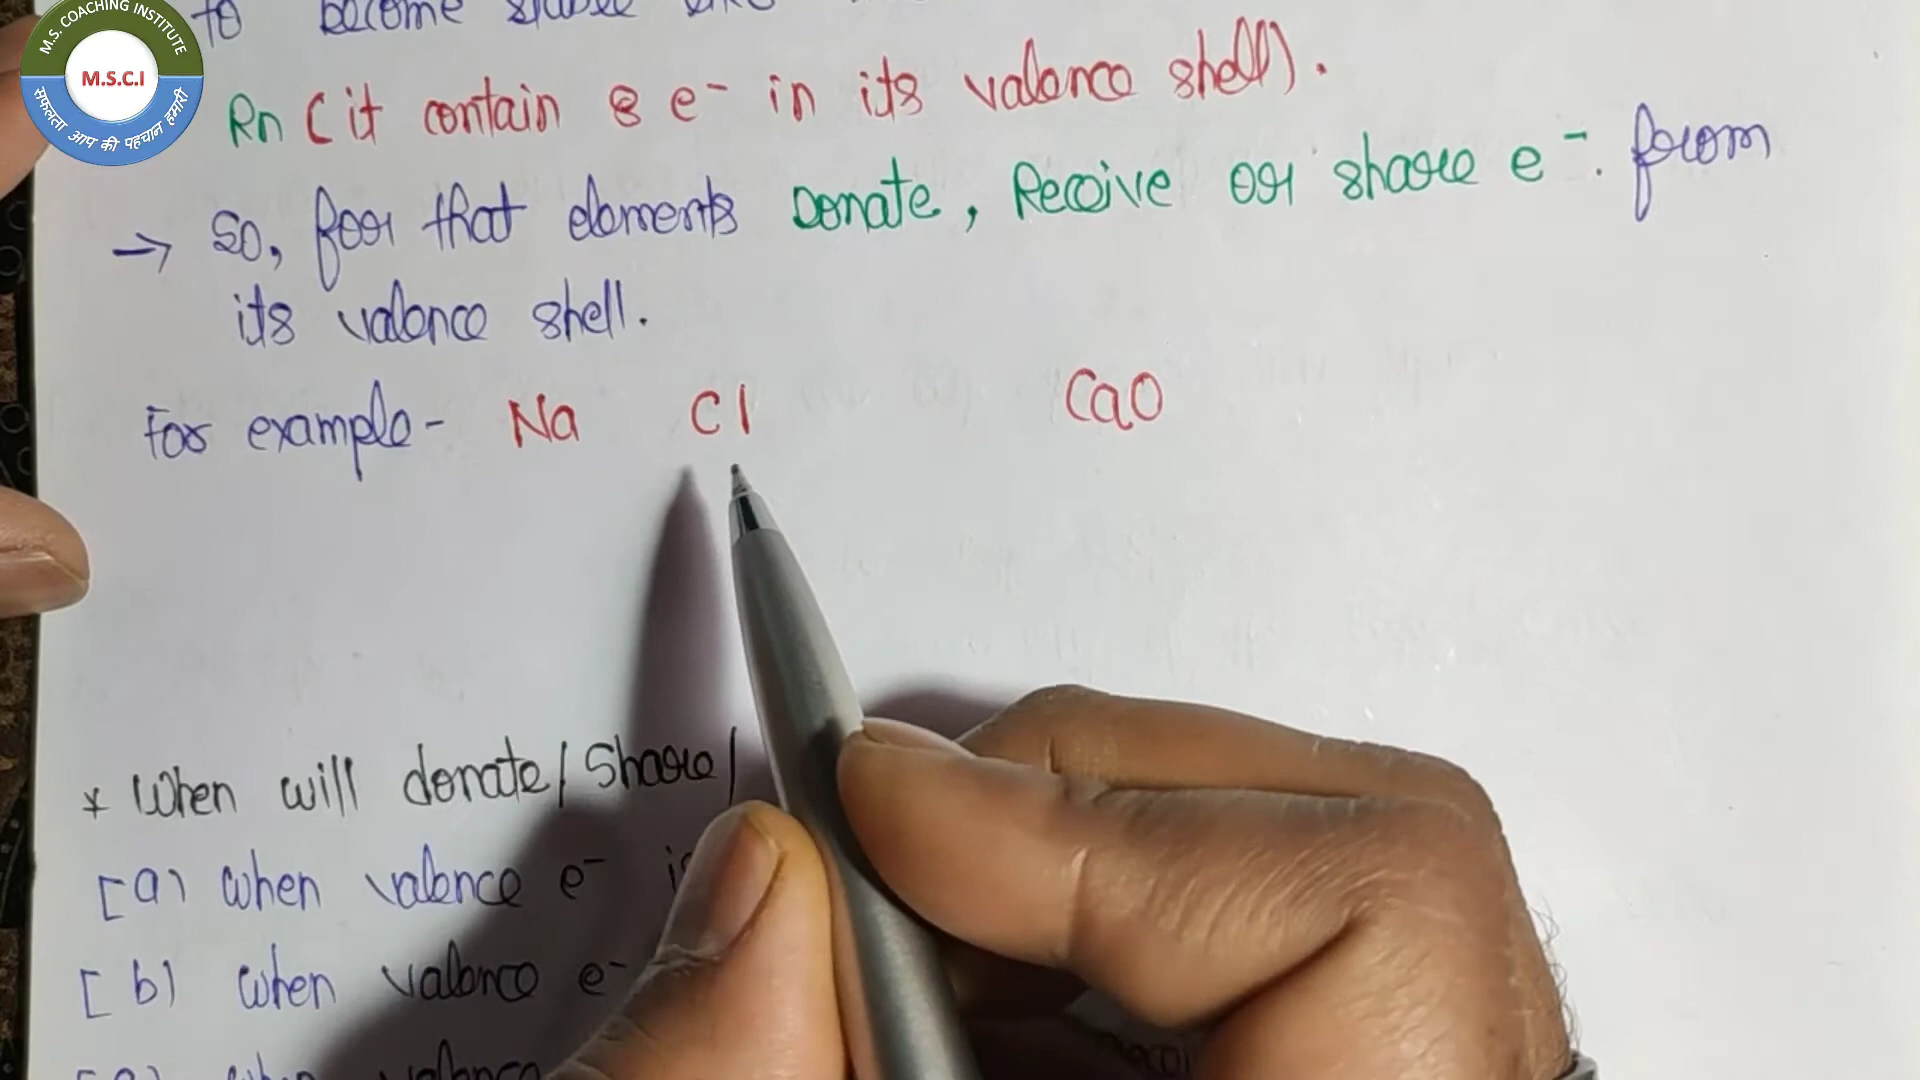 M.S. COACHING INSTITUTE
M.S.C.I
सफलता आप की पहचान हमारी
to become
Rn (it contain 8 e⁻ in its valence shell).
→ So, for that elements Donate, Receive or share e⁻. from
its valence shell.
For example- Na Cl CaO
* When will donate/Share/
[a) when valence e⁻
[b) when valence e⁻
when valence